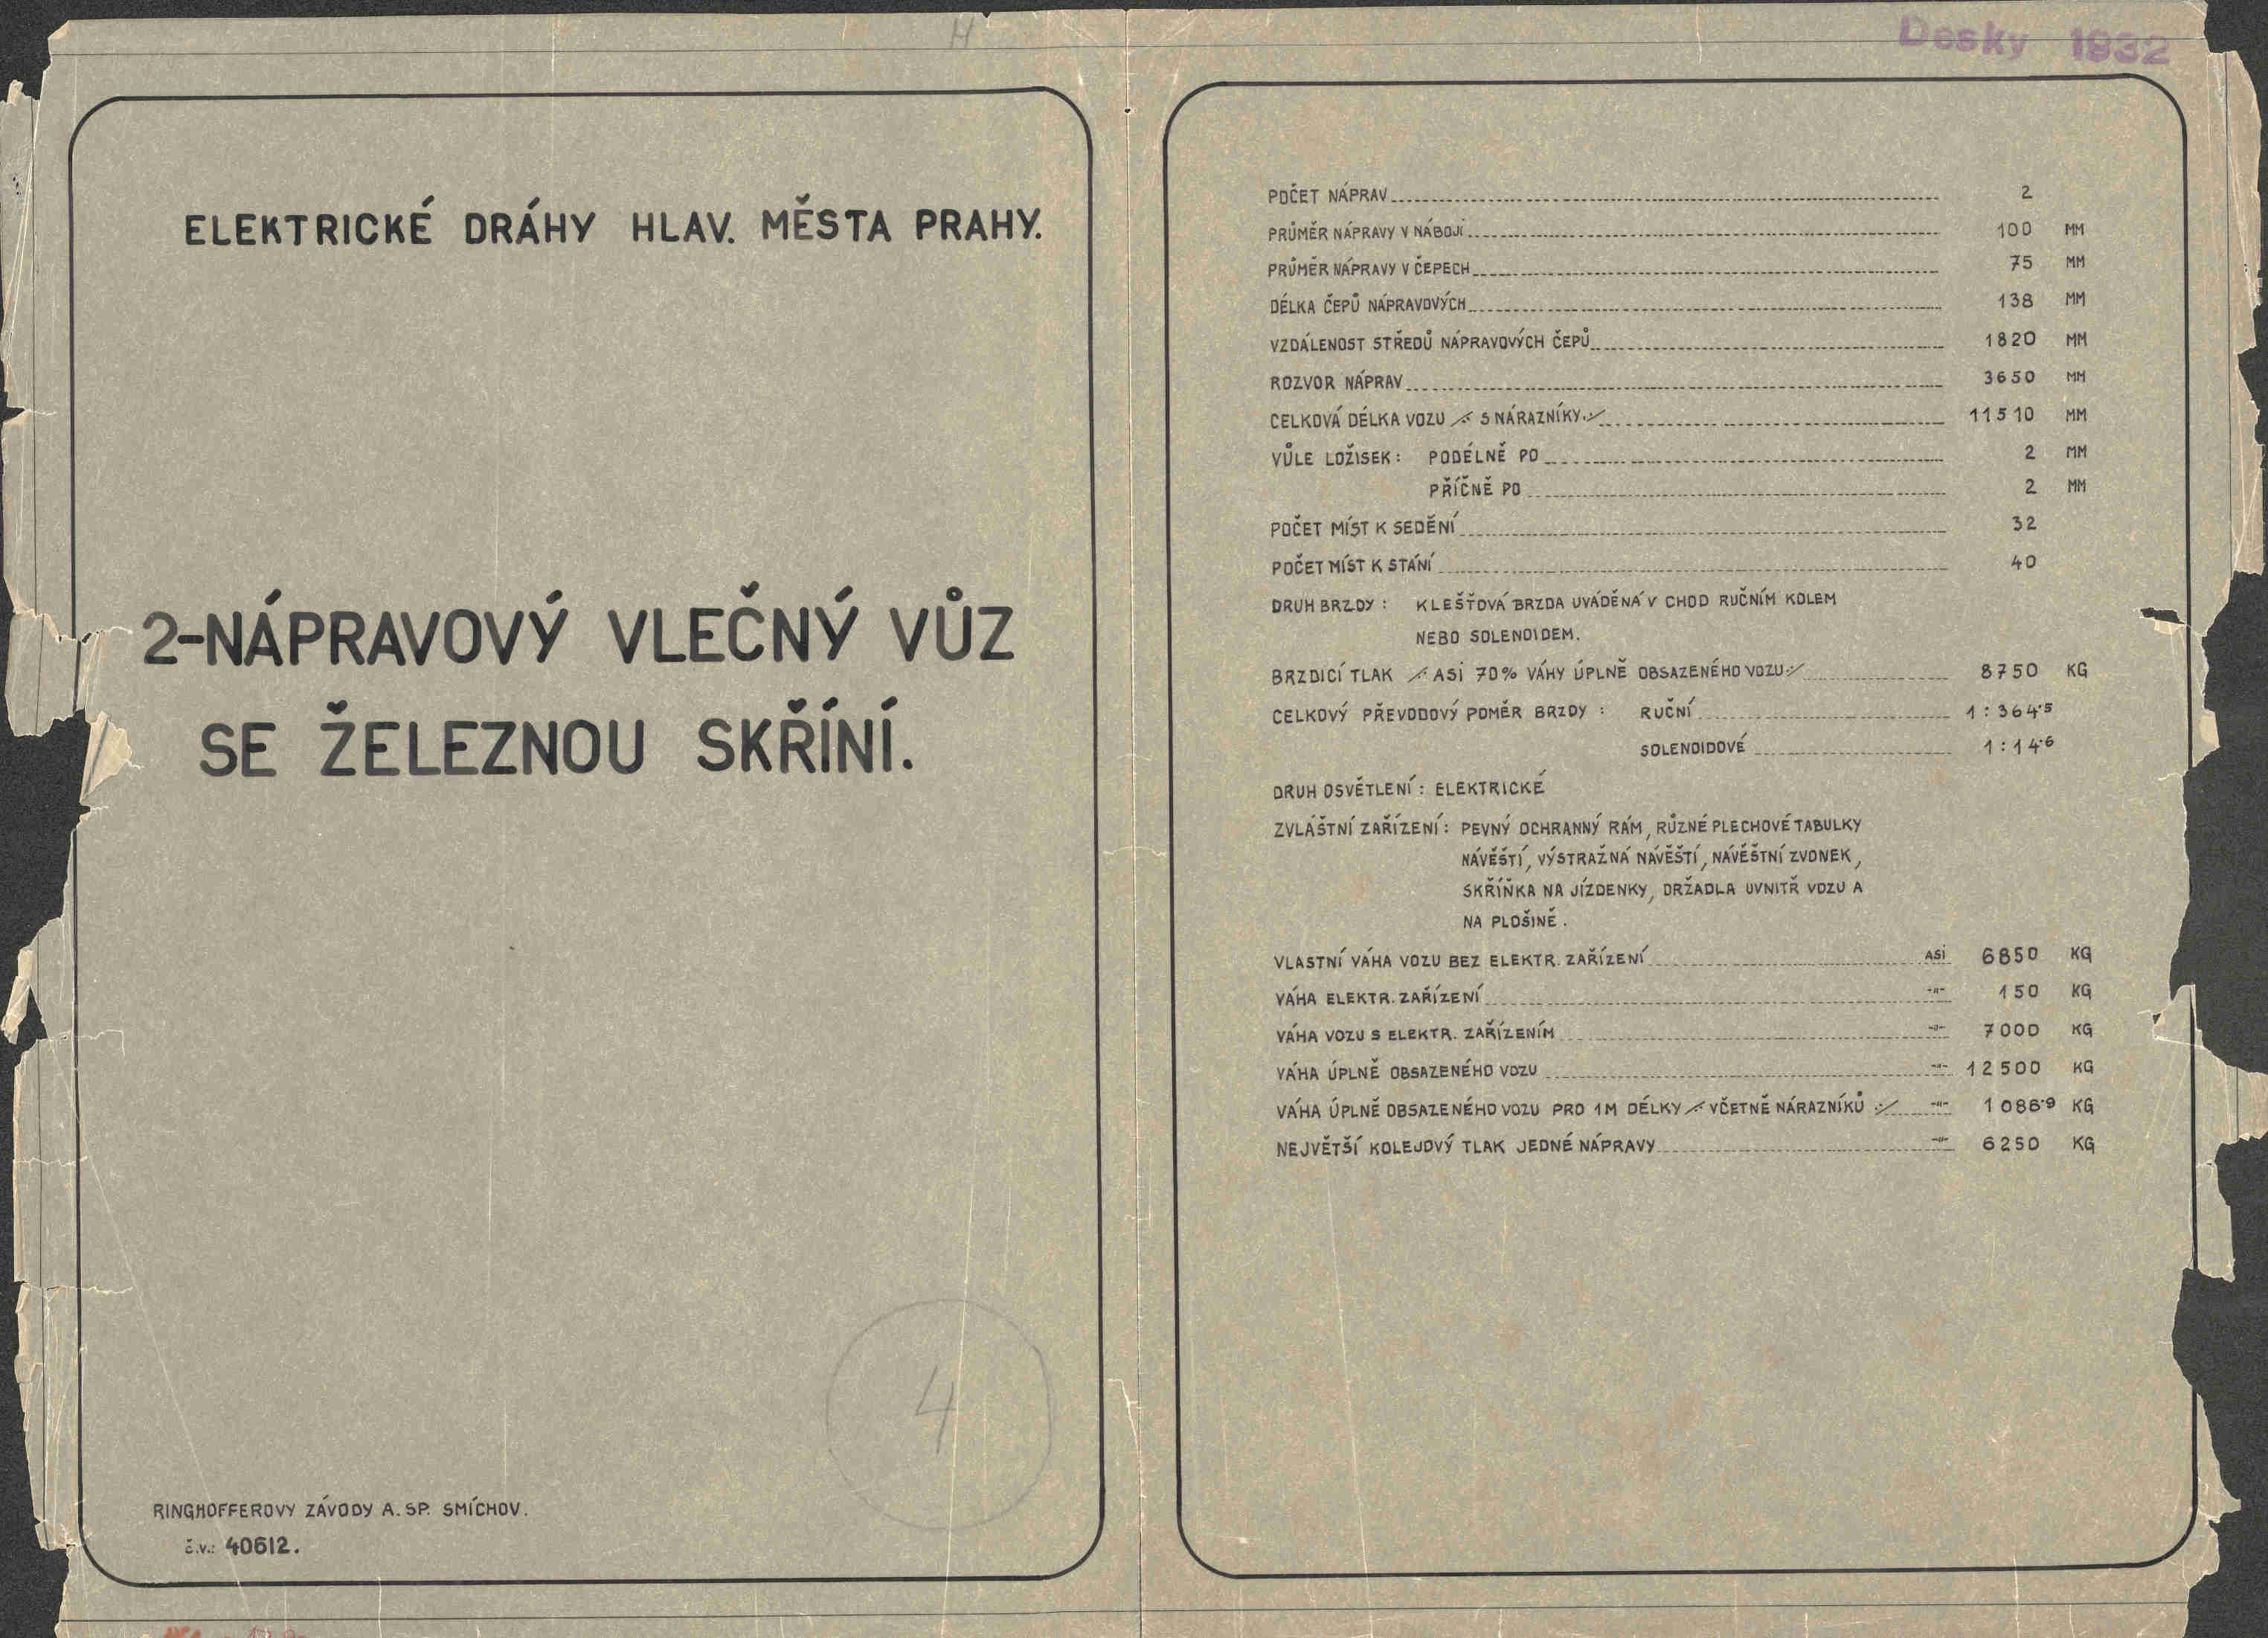 H
Desky 1932
ELEKTRICKÉ DRÁHY HLAV. MĚSTA PRAHY.
2-NÁPRAVOVÝ VLEČNÝ VŮZ
SE ŽELEZNOU SKŘÍNÍ.
4
RINGHOFFEROVY ZÁVODY A. SP. SMÍCHOV.
Č.V.: 40612.
POČET NÁPRAV 2
PRŮMĚR NÁPRAVY V NÁBOJI 100 MM
PRŮMĚR NÁPRAVY V ČEPECH 75 MM
DÉLKA ČEPŮ NÁPRAVOVÝCH 138 MM
VZDÁLENOST STŘEDŮ NÁPRAVOVÝCH ČEPŮ 1820 MM
ROZVOR NÁPRAV 3650 MM
CELKOVÁ DÉLKA VOZU /: S NÁRAZNÍKY :/ 11510 MM
VŮLE LOŽISEK: PODÉLNĚ PO 2 MM
PŘÍČNĚ PO 2 MM
POČET MÍST K SEDĚNÍ 32
POČET MÍST K STÁNÍ 40
DRUH BRZDY: KLEŠŤOVÁ BRZDA UVÁDĚNÁ V CHOD RUČNÍM KOLEM
NEBO SOLENOIDEM.
BRZDICÍ TLAK /: ASI 70% VÁHY ÚPLNĚ OBSAZENÉHO VOZU :/ 8750 KG
CELKOVÝ PŘEVODOVÝ POMĚR BRZDY: RUČNÍ 1:364·5
SOLENOIDOVÉ 1:14·6
DRUH OSVĚTLENÍ: ELEKTRICKÉ
ZVLÁŠTNÍ ZAŘÍZENÍ: PEVNÝ OCHRANNÝ RÁM, RŮZNÉ PLECHOVÉ TABULKY
NÁVĚŠTÍ, VÝSTRAŽNÁ NÁVĚŠTÍ, NÁVĚŠTNÍ ZVONEK,
SKŘÍŇKA NA JÍZDENKY, DRŽADLA UVNITŘ VOZU A
NA PLOŠINĚ.
VLASTNÍ VÁHA VOZU BEZ ELEKTR. ZAŘÍZENÍ ASI 6850 KG
VÁHA ELEKTR. ZAŘÍZENÍ -"- 150 KG
VÁHA VOZU S ELEKTR. ZAŘÍZENÍM -"- 7000 KG
VÁHA ÚPLNĚ OBSAZENÉHO VOZU -"- 12500 KG
VÁHA ÚPLNĚ OBSAZENÉHO VOZU PRO 1M DÉLKY /: VČETNĚ NÁRAZNÍKŮ :/ -"- 1086·9 KG
NEJVĚTŠÍ KOLEJOVÝ TLAK JEDNÉ NÁPRAVY -"- 6250 KG